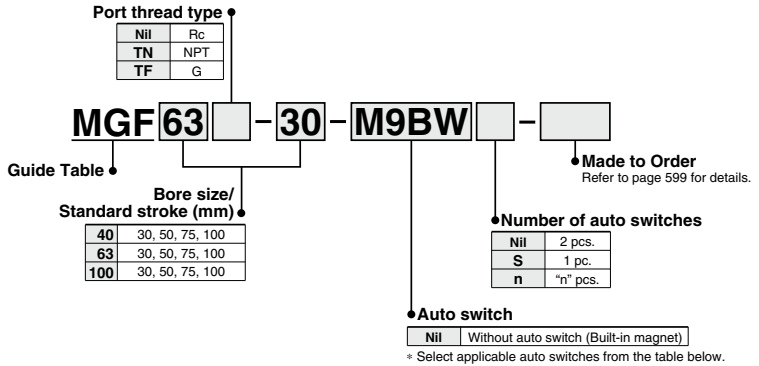 Port thread type
Nil Rc
TN NPT
TF G
MGF 63 - 30 - M9BW -
Guide Table
Bore size/
Standard stroke (mm)
40 30, 50, 75, 100
63 30, 50, 75, 100
100 30, 50, 75, 100
Made to Order
Refer to page 599 for details.
Number of auto switches
Nil 2 pcs.
S 1 pc.
n “n” pcs.
Auto switch
Nil Without auto switch (Built-in magnet)
∗ Select applicable auto switches from the table below.